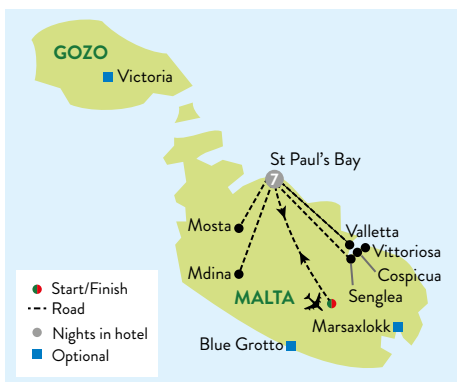 GOZO
Victoria
St Paul's Bay
7
Mosta
Valletta
Vittoriosa
Cospicua
Senglea
Mdina
MALTA
Marsaxlokk
Blue Grotto
Start/Finish
Road
Nights in hotel
Optional